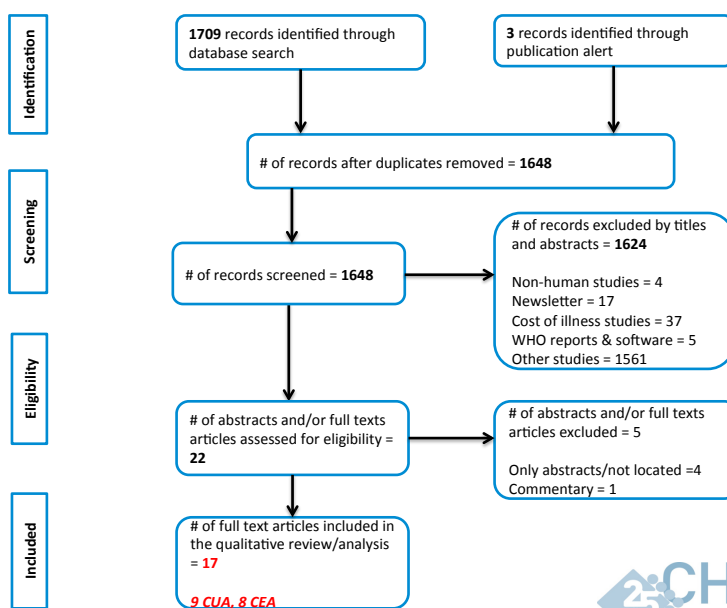 Identification
1709 records identified through
database search
3 records identified through
publication alert
# of records after duplicates removed = 1648
Screening
# of records screened = 1648
# of records excluded by titles
and abstracts = 1624
Non-human studies = 4
Newsletter = 17
Cost of illness studies = 37
WHO reports & software = 5
Other studies = 1561
Eligibility
# of abstracts and/or full texts
articles assessed for eligibility =
22
# of abstracts and/or full texts
articles excluded = 5
Only abstracts/not located =4
Commentary = 1
Included
# of full text articles included in
the qualitative review/analysis
= 17
9 CUA, 8 CEA
25 CH